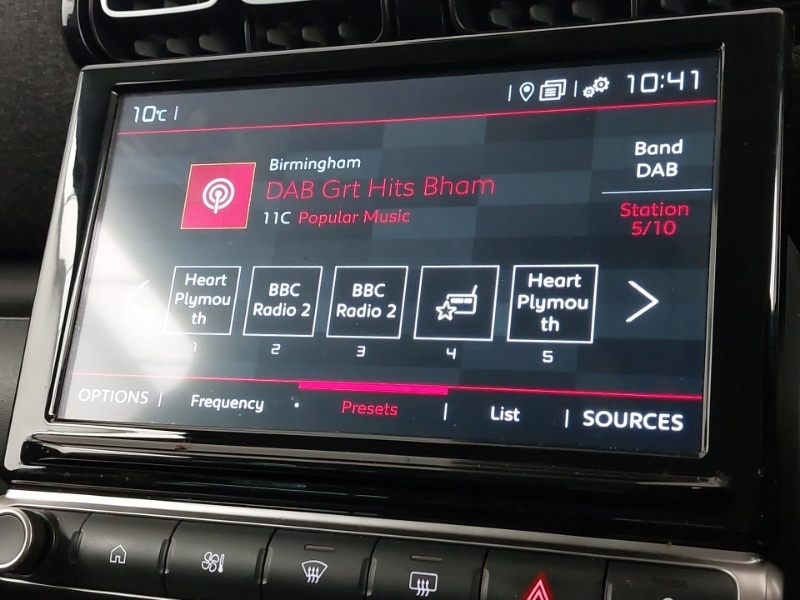 10°C
10:41
Birmingham
DAB Grt Hits Bham
11C Popular Music
Band
DAB
Station
5/10
Heart
Plymou
th
BBC
Radio 2
BBC
Radio 2
Heart
Plymou
th
1
2
3
4
5
OPTIONS
Frequency
Presets
List
SOURCES